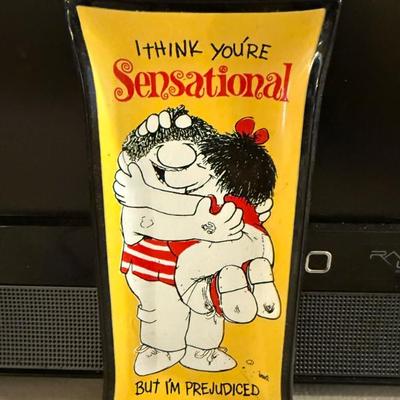 I THINK YOU'RE
Sensational
BUT I'M PREJUDICED